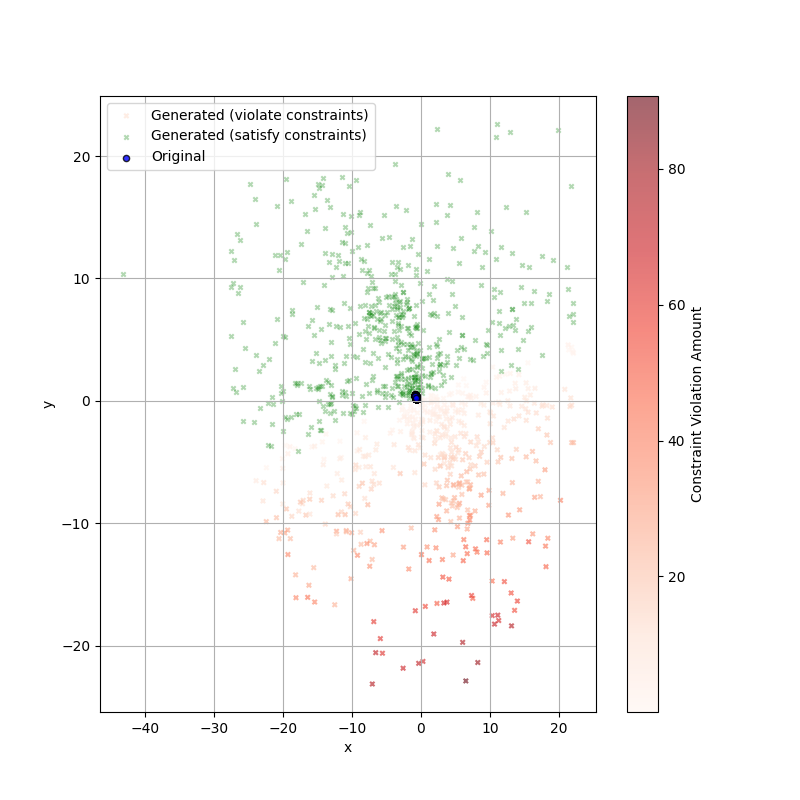 Generated (violate constraints)
Generated (satisfy constraints)
Original
20
10
0
−10
−20
y
−40
−30
−20
−10
0
10
20
x
80
60
40
20
Constraint Violation Amount